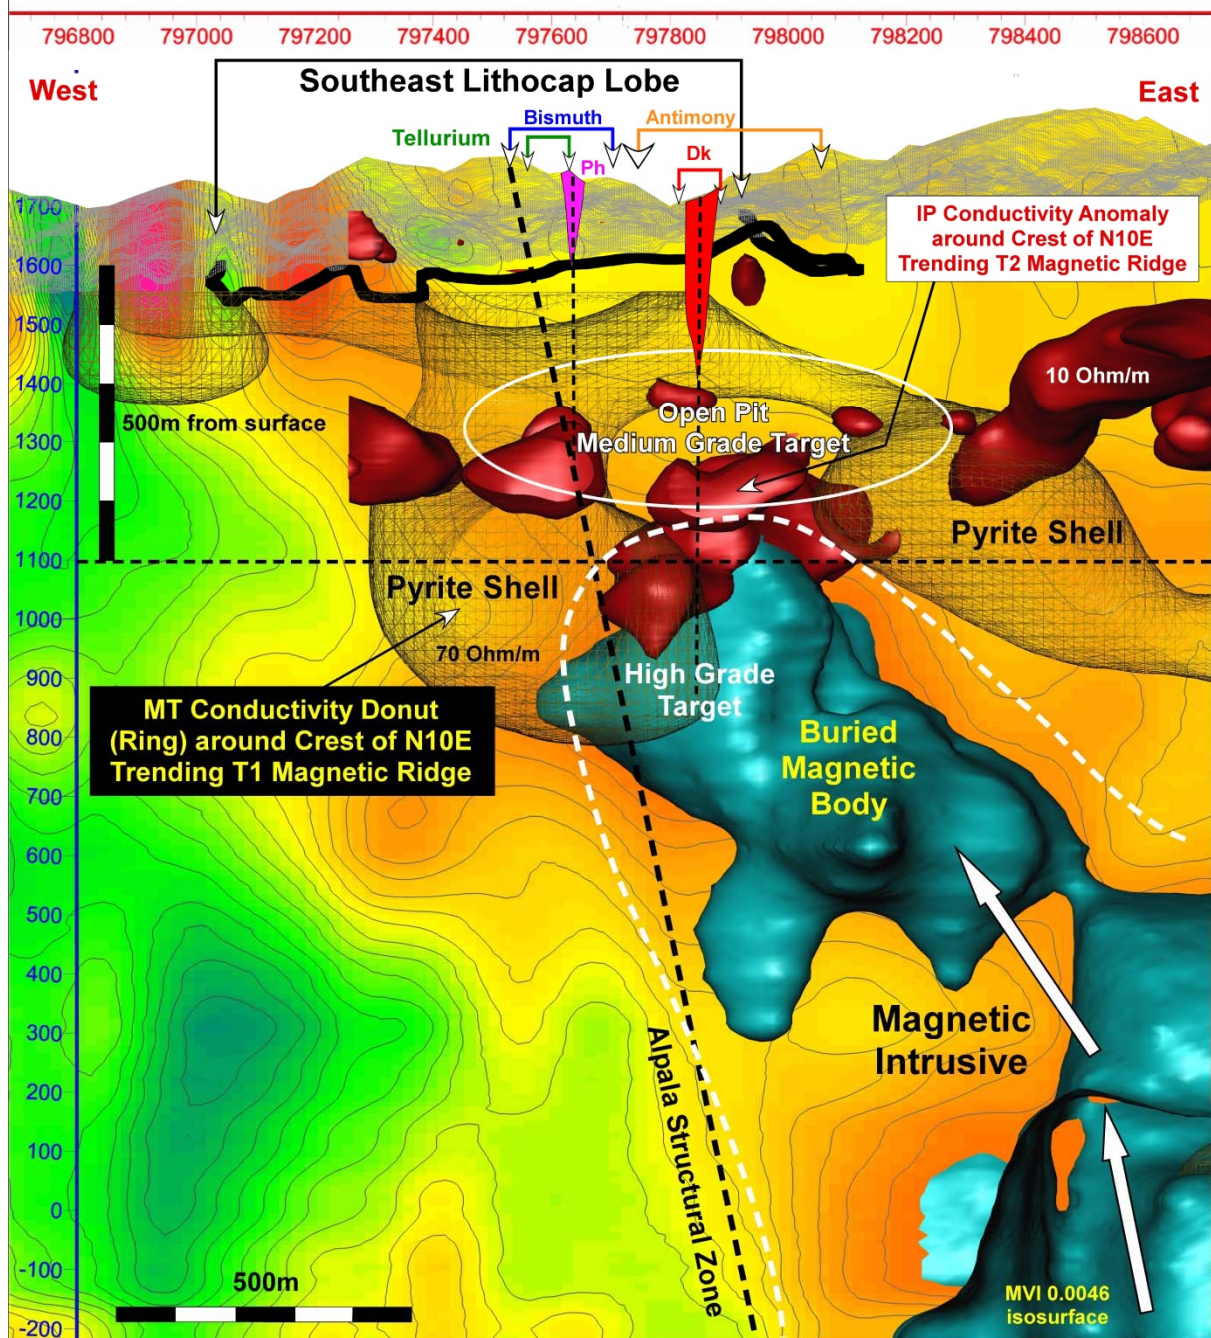 796800 797000 797200 797400 797600 797800 798000 798200 798400 798600
West
Southeast Lithocap Lobe
East
Bismuth
Antimony
Tellurium
Ph
Dk
IP Conductivity Anomaly
around Crest of N10E
Trending T2 Magnetic Ridge
1700
1600
1500
1400
1300
1200
1100
1000
900
800
700
600
500
400
300
200
100
0
-100
-200
500m from surface
10 Ohm/m
Open Pit
Medium Grade Target
Pyrite Shell
Pyrite Shell
70 Ohm/m
High Grade
Target
MT Conductivity Donut
(Ring) around Crest of N10E
Trending T1 Magnetic Ridge
Buried
Magnetic
Body
Magnetic
Intrusive
Alpala Structural Zone
500m
MVI 0.0046
isosurface